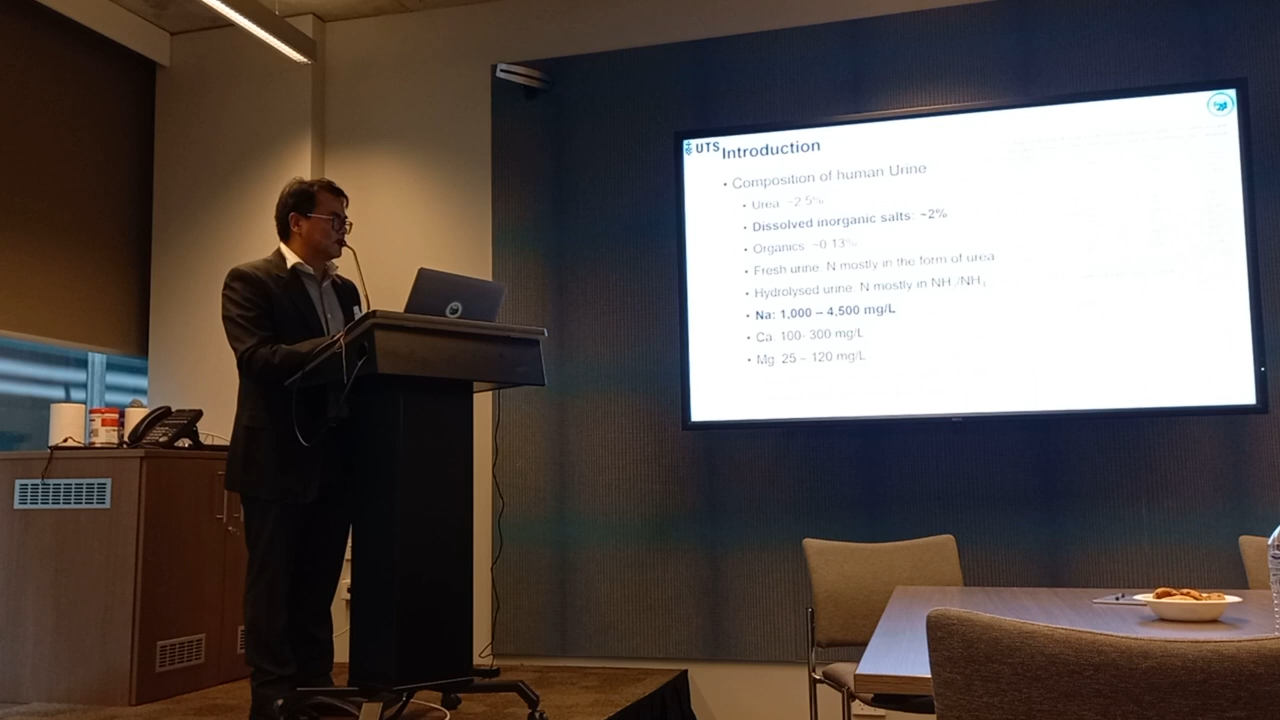 UTS
Introduction
• Composition of human Urine
• Urea: ~2.5%
• Dissolved inorganic salts: ~2%
• Organics: ~0.13%
• Fresh urine: N mostly in the form of urea
• Hydrolysed urine: N mostly in NH₃/NH₄
• Na: 1,000 – 4,500 mg/L
• Ca: 100- 300 mg/L
• Mg: 25 – 120 mg/L